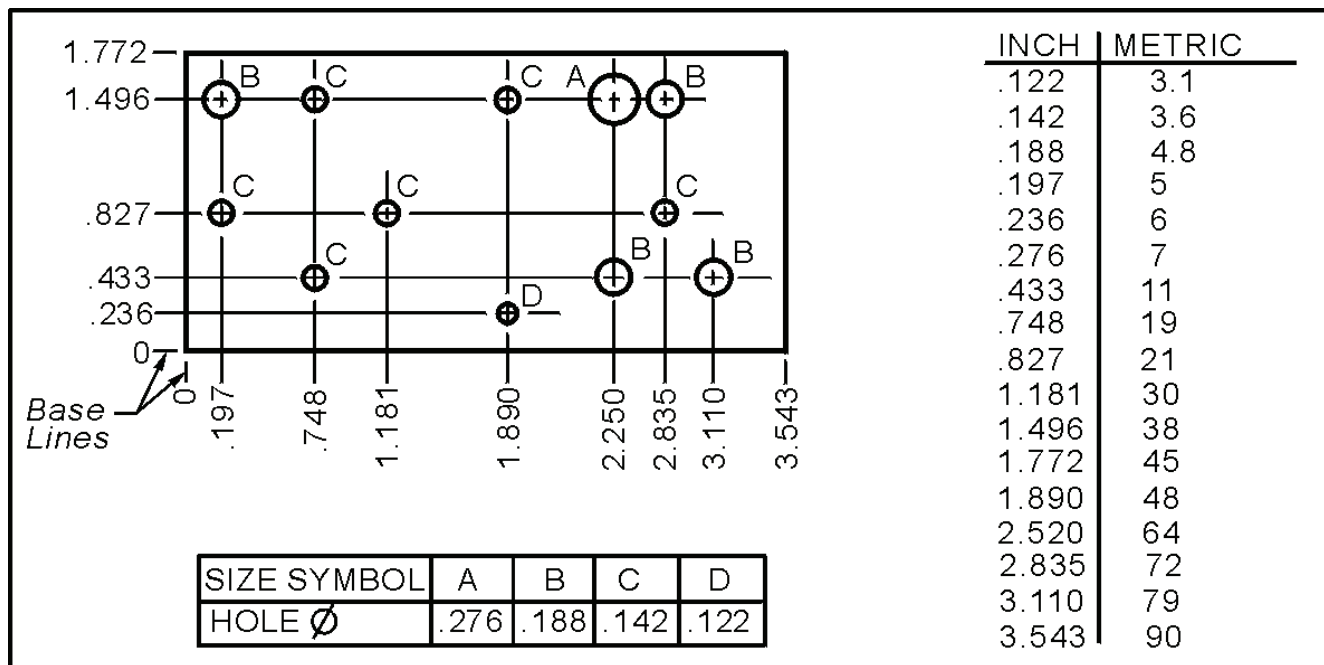 INCH METRIC
.122 3.1
.142 3.6
.188 4.8
.197 5
.236 6
.276 7
.433 11
.748 19
.827 21
1.181 30
1.496 38
1.772 45
1.890 48
2.520 64
2.835 72
3.110 79
3.543 90
1.772
1.496
.827
.433
.236
0
B C C A B
C C C
C B B
D
Base
Lines
0 .197 .748 1.181 1.890 2.250 2.835 3.110 3.543
SIZE SYMBOL A B C D
HOLE Ø .276 .188 .142 .122